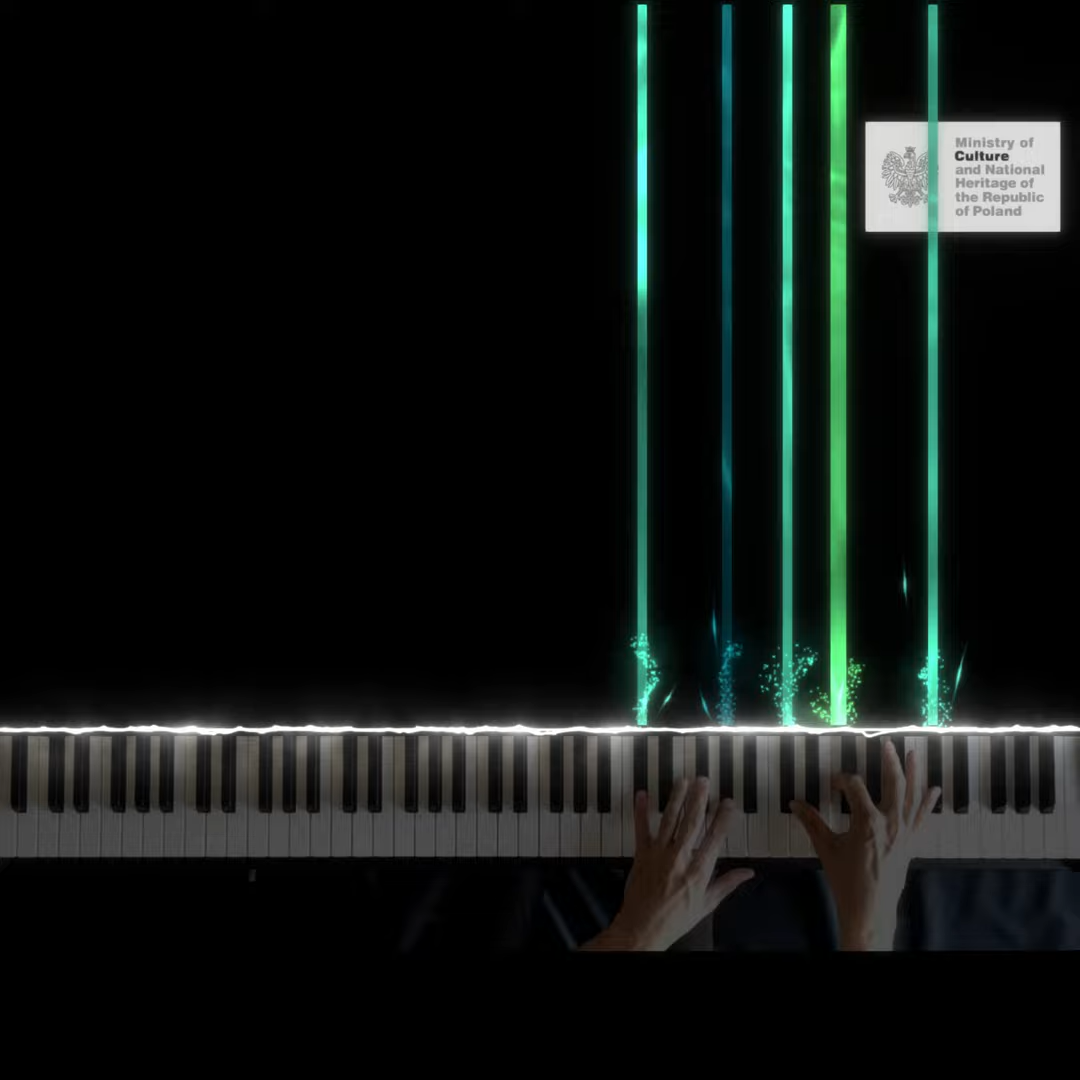 Ministry of
Culture
and National
Heritage of
the Republic
of Poland